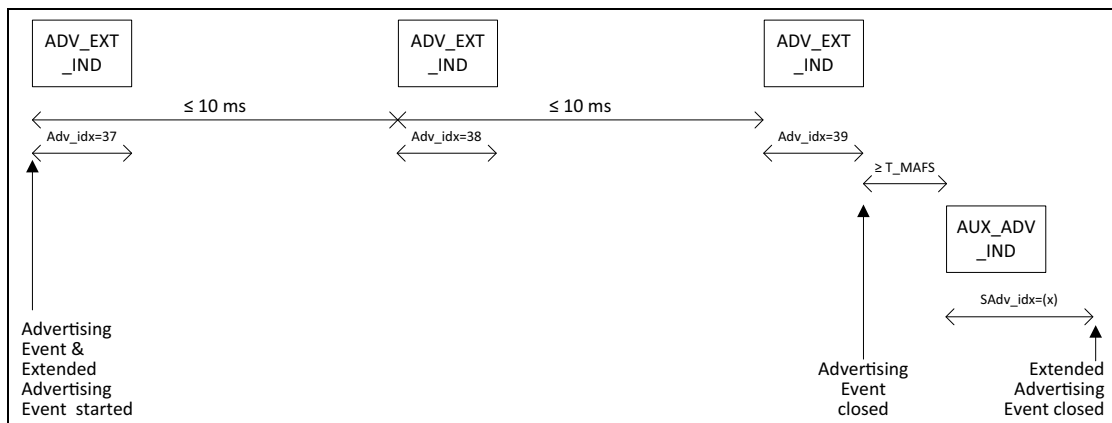 ADV_EXT
_IND
ADV_EXT
_IND
ADV_EXT
_IND
≤ 10 ms
≤ 10 ms
Adv_idx=37
Adv_idx=38
Adv_idx=39
≥ T_MAFS
AUX_ADV
_IND
SAdv_idx=(x)
Advertising
Event &
Extended
Advertising
Event started
Advertising
Event
closed
Extended
Advertising
Event closed